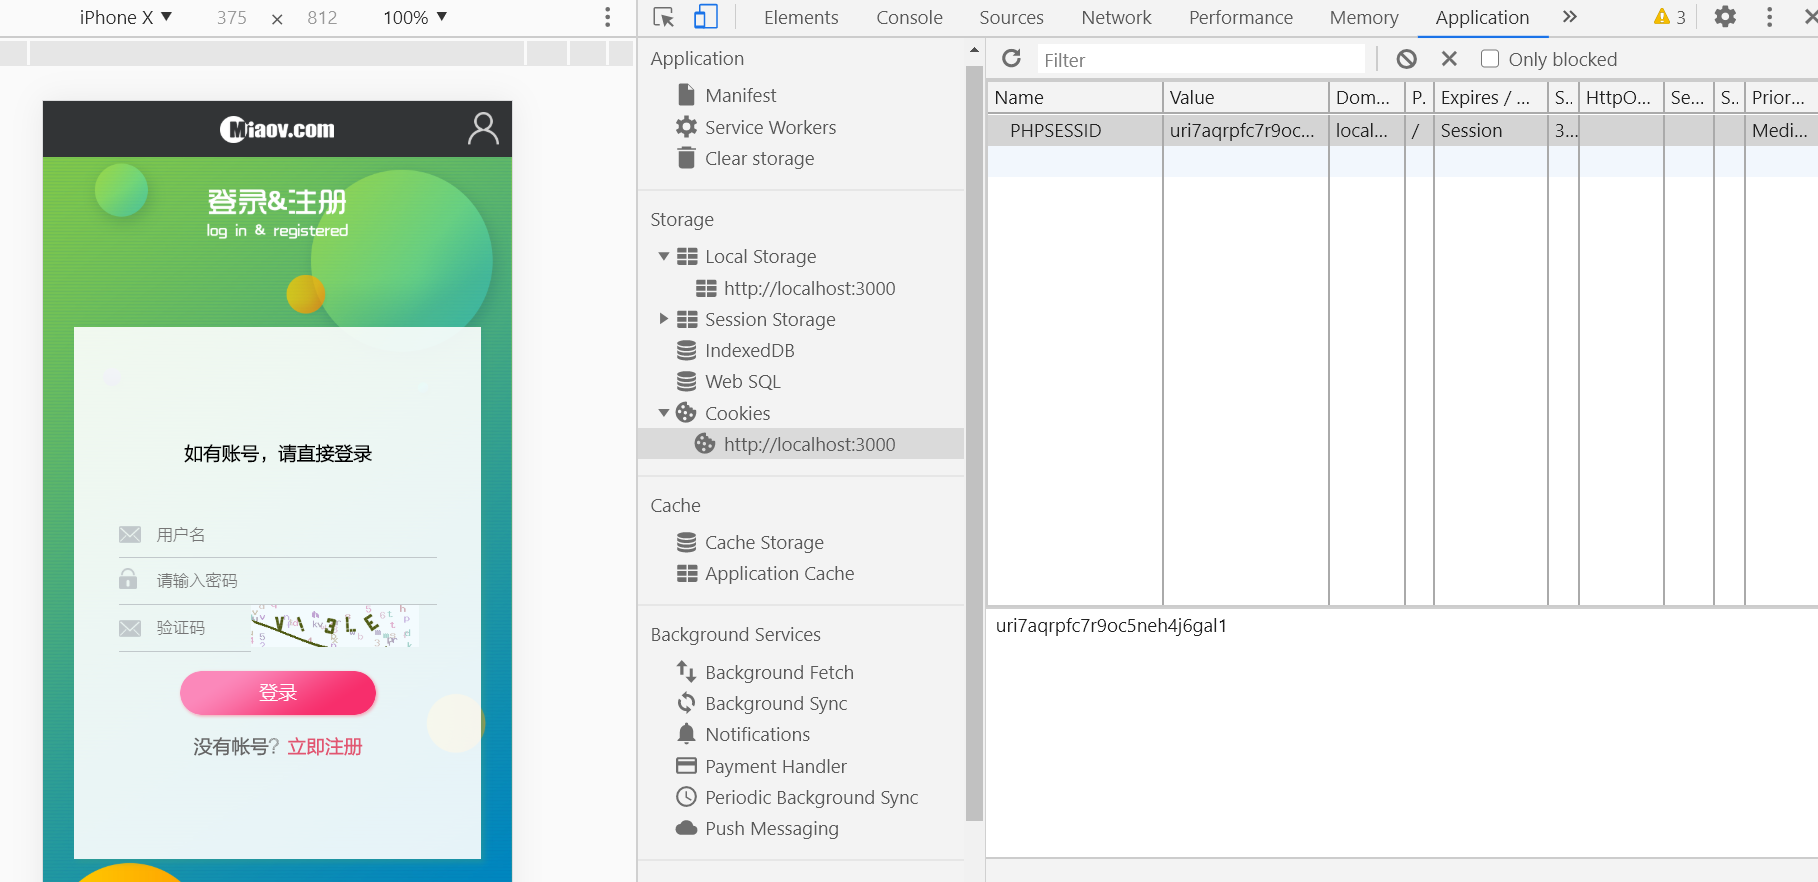 iPhone X ▼ 375 × 812 100% ▼
Elements Console Sources Network Performance Memory Application » 3
Miaov.com
登录&注册
log in & registered
如有账号，请直接登录
用户名
请输入密码
验证码
V I 3 L E
登录
没有帐号？立即注册
Application
Manifest
Service Workers
Clear storage
Storage
Local Storage
http://localhost:3000
Session Storage
IndexedDB
Web SQL
Cookies
http://localhost:3000
Cache
Cache Storage
Application Cache
Background Services
Background Fetch
Background Sync
Notifications
Payment Handler
Periodic Background Sync
Push Messaging
Filter Only blocked
Name Value Dom... P. Expires / ... S.. HttpO... Se... S.. Prior...
PHPSESSID uri7aqrpfc7r9oc... local... / Session 3... Medi...
uri7aqrpfc7r9oc5neh4j6gal1